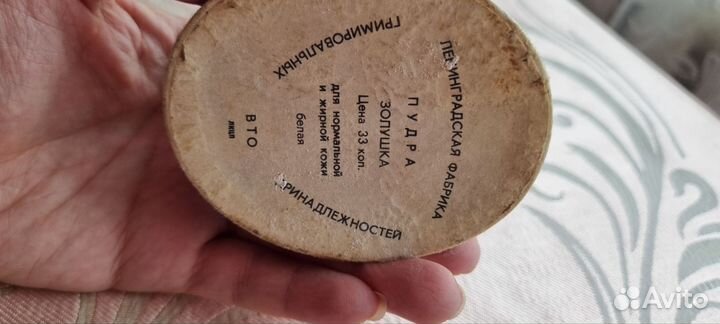 ЛЕНИНГРАДСКАЯ ФАБРИКА
ГРИМИРОВАЛЬНЫХ
ПРИНАДЛЕЖНОСТЕЙ
ПУДРА
ЗОЛУШКА
Цена 33 коп.
для нормальной
и жирной кожи
белая
ВТО
Avito